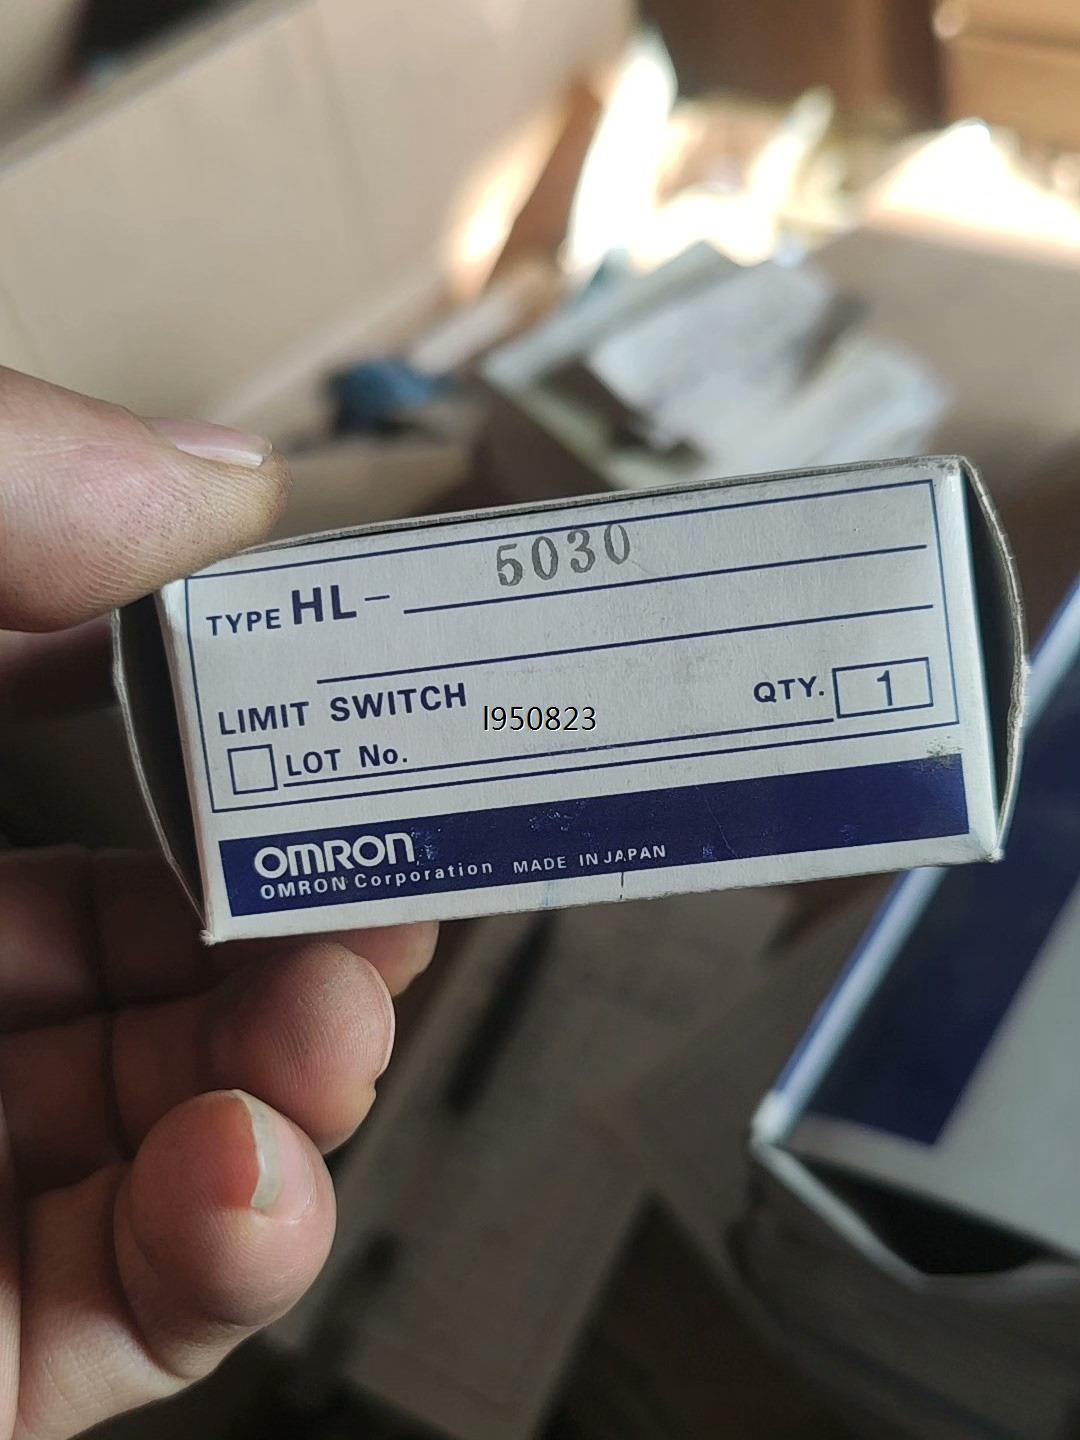 5030
TYPE HL-
LIMIT SWITCH
QTY. 1
I950823
LOT No.
OMRON
OMRON Corporation MADE IN JAPAN